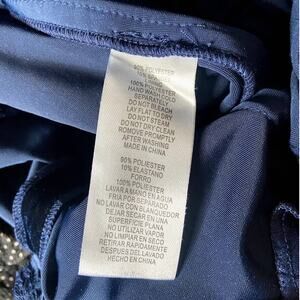 90% POLYESTER
10% SPANDEX
LINING
100% POLYESTER
HAND WASH COLD
SEPARATELY
DO NOT BLEACH
LAY FLAT TO DRY
DO NOT STEAM
DO NOT DRY CLEAN
REMOVE PROMPTLY
AFTER WASHING
MADE IN CHINA
90% POLIESTER
10% ELASTANO
FORRO
100% POLIESTER
LAVAR A MANO EN AGUA
FRIA POR SEPARADO
NO LAVAR CON BLANQUEADOR
DEJAR SECAR EN UNA
SUPERFICIE PLANA
NO UTILIZAR VAPOR
NO LIMPIAR EN SECO
RETIRAR RAPIDAMENTE
DESPUES DEL LAVADO
HECHO EN CHINA